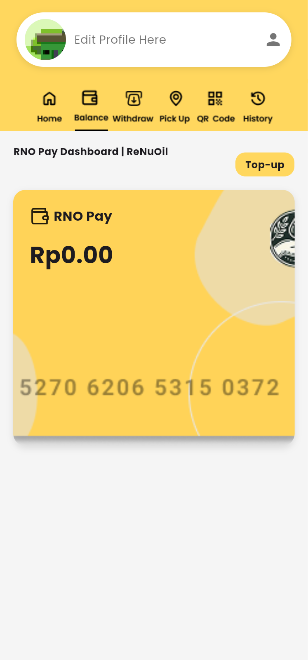 Edit Profile Here
Home Balance Withdraw Pick Up QR Code History
RNO Pay Dashboard | ReNuOil
Top-up
RNO Pay
Rp0.00
5270 6206 5315 0372